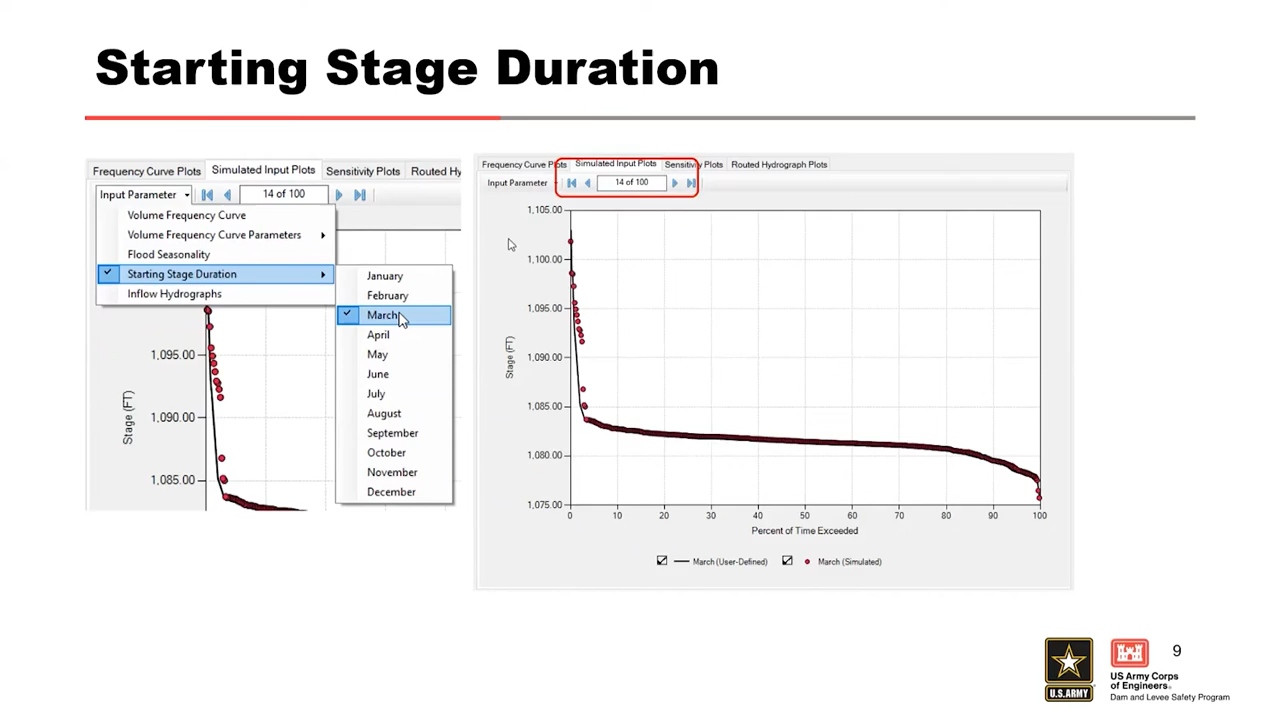 Starting Stage Duration
Frequency Curve Plots Simulated Input Plots Sensitivity Plots Routed Hy
Input Parameter 14 of 100
Volume Frequency Curve
Volume Frequency Curve Parameters
Flood Seasonality
Starting Stage Duration
Inflow Hydrographs
January
February
March
April
May
June
July
August
September
October
November
December
1,095.00
1,090.00
1,085.00
Stage (FT)
Frequency Curve Plots Simulated Input Plots Sensitivity Plots Routed Hydrograph Plots
Input Parameter 14 of 100
1,105.00
1,100.00
1,095.00
1,090.00
1,085.00
1,080.00
1,075.00
Stage (FT)
0 10 20 30 40 50 60 70 80 90 100
Percent of Time Exceeded
March (User-Defined) March (Simulated)
U.S.ARMY
US Army Corps
of Engineers®
Dam and Levee Safety Program
9